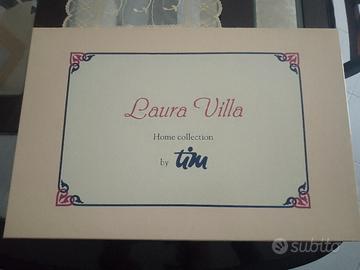 Laura Villa
Home collection
by tim
subito